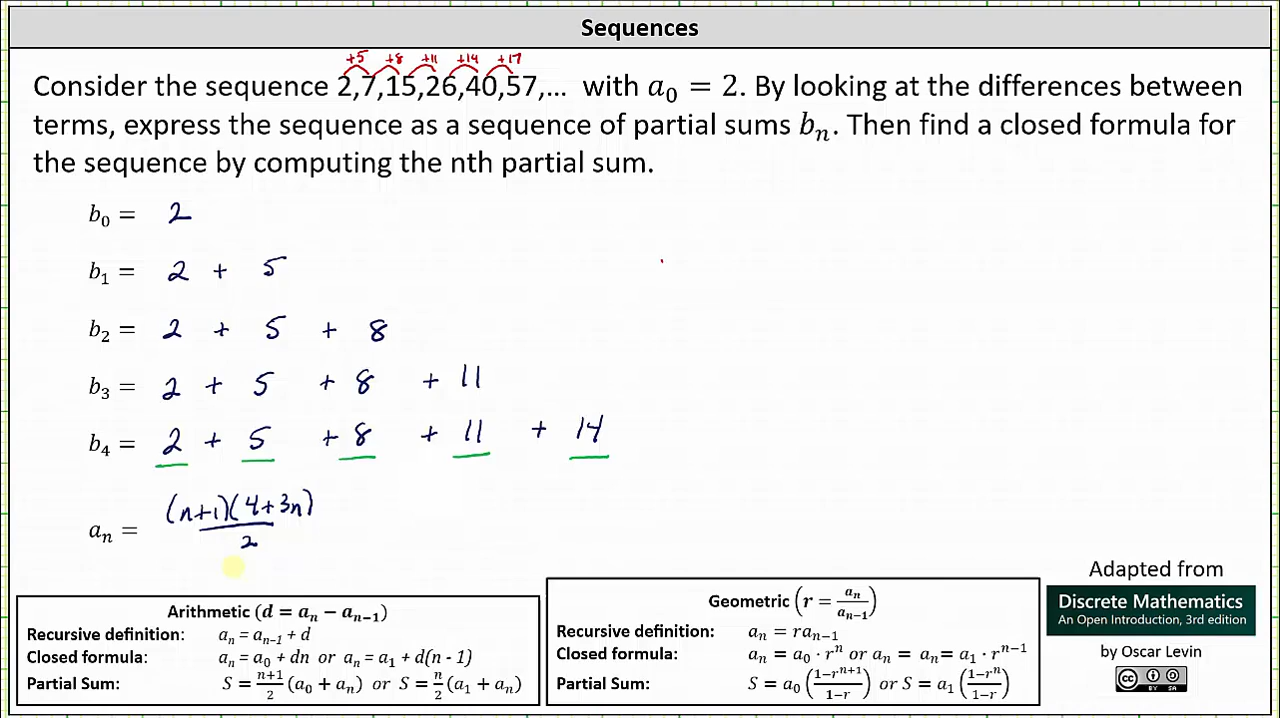 Sequences
+5 +8 +11 +14 +17
Consider the sequence 2,7,15,26,40,57,… with a₀ = 2. By looking at the differences between
terms, express the sequence as a sequence of partial sums bₙ. Then find a closed formula for
the sequence by computing the nth partial sum.
b₀ = 2
b₁ = 2 + 5
b₂ = 2 + 5 + 8
b₃ = 2 + 5 + 8 + 11
b₄ = 2 + 5 + 8 + 11 + 14
aₙ = (n+1)(4+3n)/2
Arithmetic (d = aₙ − aₙ₋₁)
Recursive definition: aₙ = aₙ₋₁ + d
Closed formula: aₙ = a₀ + dn or aₙ = a₁ + d(n - 1)
Partial Sum: S = (n+1)/2 (a₀ + aₙ) or S = n/2 (a₁ + aₙ)
Geometric (r = aₙ/aₙ₋₁)
Recursive definition: aₙ = raₙ₋₁
Closed formula: aₙ = a₀ · rⁿ or aₙ = aₙ= a₁ · rⁿ⁻¹
Partial Sum: S = a₀ ((1−rⁿ⁺¹)/(1−r)) or S = a₁ ((1−rⁿ)/(1−r))
Adapted from
Discrete Mathematics
An Open Introduction, 3rd edition
by Oscar Levin
cc BY SA